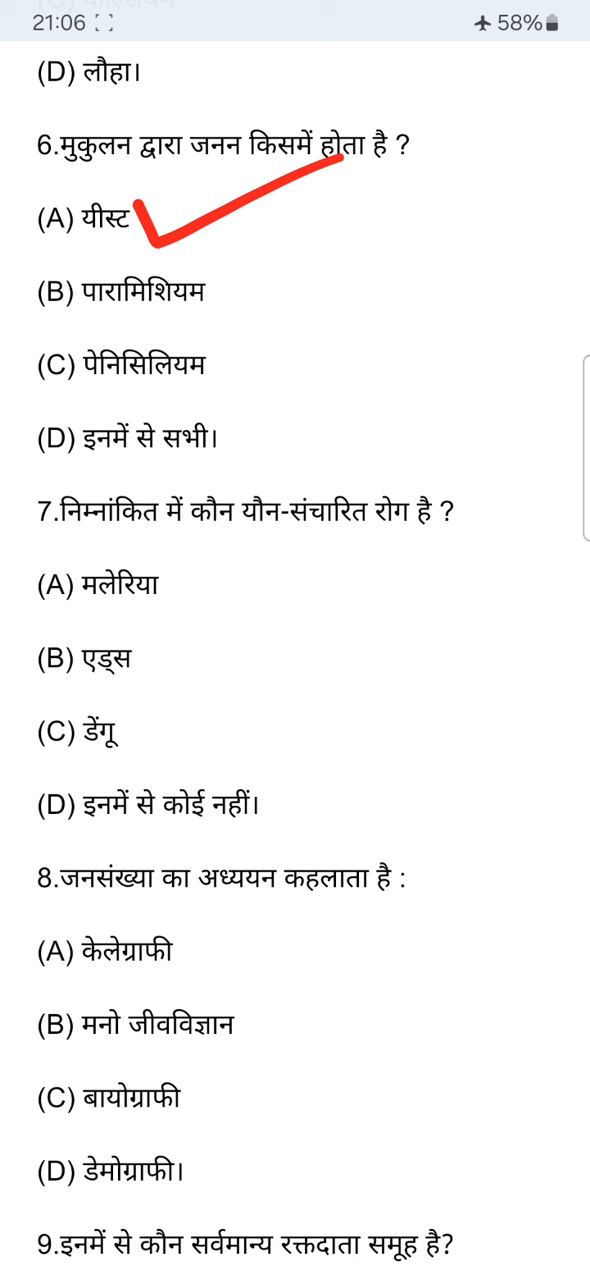 21:06
58%
(D) लौहा।
6.मुकुलन द्वारा जनन किसमें होता है ?
(A) यीस्ट
(B) पारामिशियम
(C) पेनिसिलियम
(D) इनमें से सभी।
7.निम्नांकित में कौन यौन-संचारित रोग है ?
(A) मलेरिया
(B) एड्स
(C) डेंगू
(D) इनमें से कोई नहीं।
8.जनसंख्या का अध्ययन कहलाता है :
(A) केलेग्राफी
(B) मनो जीवविज्ञान
(C) बायोग्राफी
(D) डेमोग्राफी।
9.इनमें से कौन सर्वमान्य रक्तदाता समूह है?